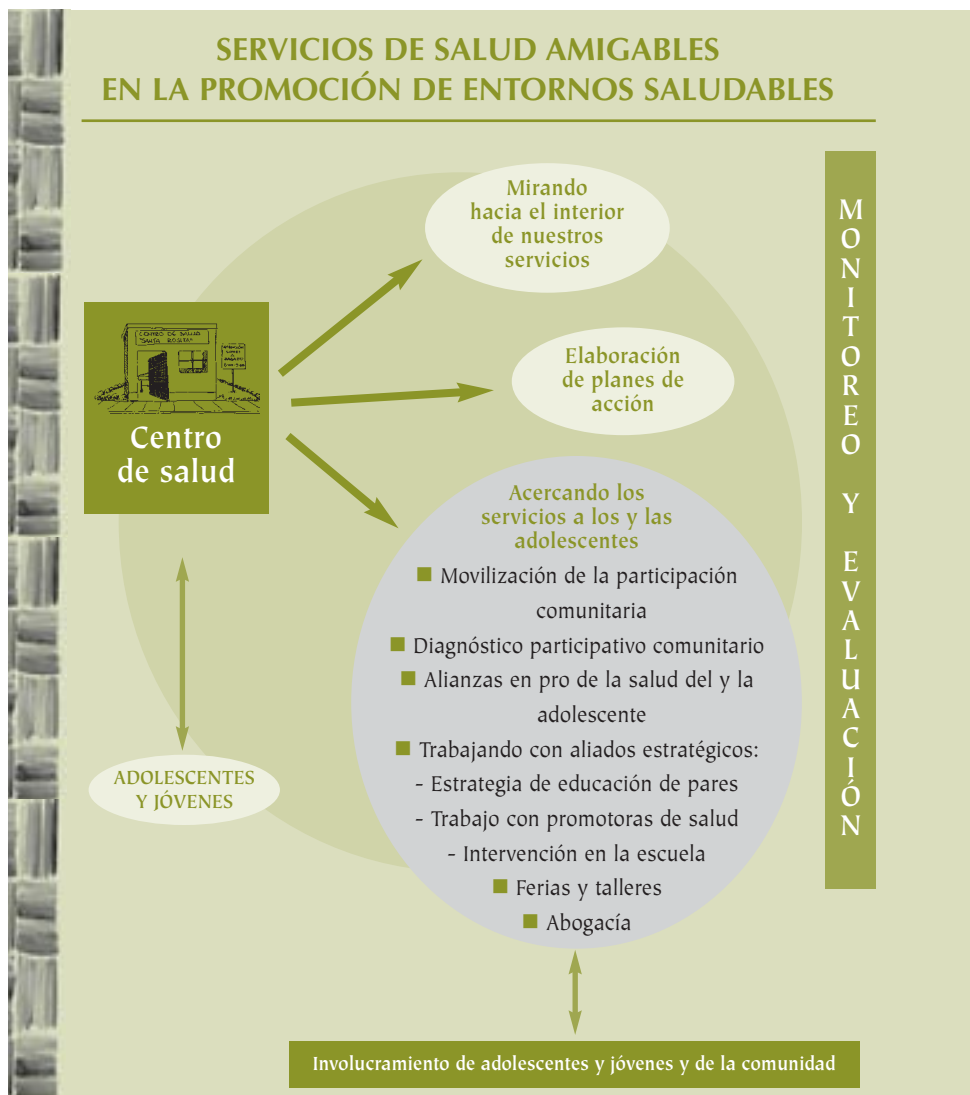 SERVICIOS DE SALUD AMIGABLES
EN LA PROMOCIÓN DE ENTORNOS SALUDABLES
Mirando
hacia el interior
de nuestros
servicios
CENTRO DE SALUD
"SANTA ROSITA"
Centro
de salud
Elaboración
de planes de
acción
Acercando los
servicios a los y las
adolescentes
■ Movilización de la participación
comunitaria
■ Diagnóstico participativo comunitario
■ Alianzas en pro de la salud del y la
adolescente
■ Trabajando con aliados estratégicos:
- Estrategia de educación de pares
- Trabajo con promotoras de salud
- Intervención en la escuela
■ Ferias y talleres
■ Abogacía
ADOLESCENTES
Y JÓVENES
Involucramiento de adolescentes y jóvenes y de la comunidad
MONITOREO Y EVALUACIÓN